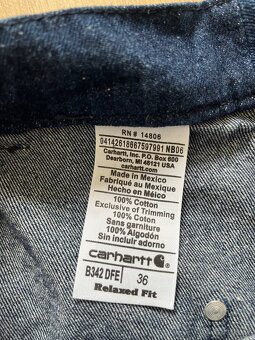 RN # 14806
04142618667597991 NB06
Carhartt, Inc. P.O. Box 600
Dearborn, MI 48121 USA
www.carhartt.com
Made in Mexico
Fabriqué au Mexique
Hecho en México
100% Cotton
Exclusive of Trimming
100% Coton
Sans garniture
100% Algodón
Sin incluir adorno
carhartt
B342 DFE
36
Relaxed Fit